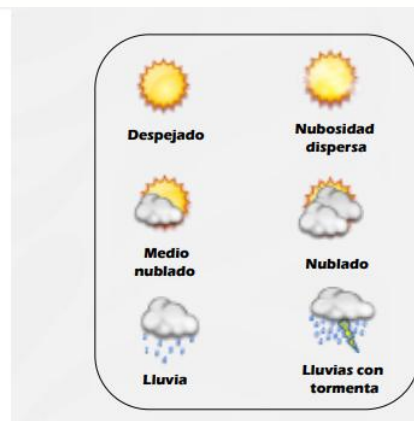 Despejado
Nubosidad
dispersa
Medio
nublado
Nublado
Lluvia
Lluvias con
tormenta